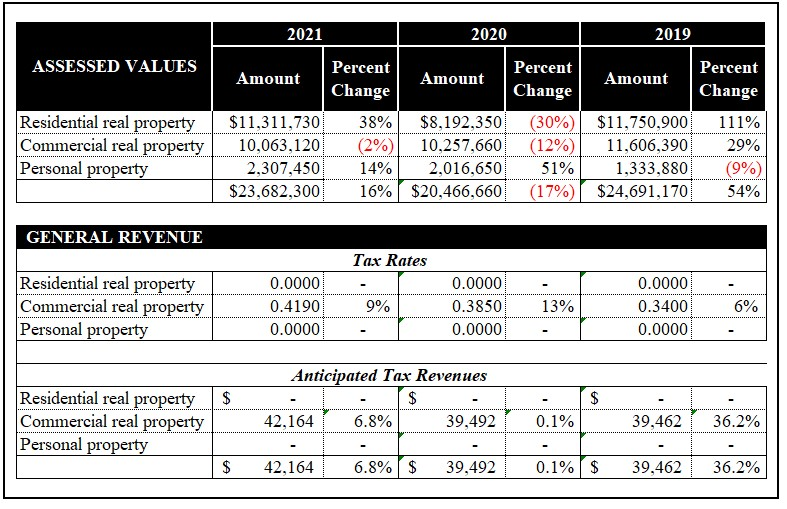 2021 2020 2019
ASSESSED VALUES Amount Percent Change Amount Percent Change Amount Percent Change
Residential real property $11,311,730 38% $8,192,350 (30%) $11,750,900 111%
Commercial real property 10,063,120 (2%) 10,257,660 (12%) 11,606,390 29%
Personal property 2,307,450 14% 2,016,650 51% 1,333,880 (9%)
$23,682,300 16% $20,466,660 (17%) $24,691,170 54%
GENERAL REVENUE
Tax Rates
Residential real property 0.0000 - 0.0000 - 0.0000 -
Commercial real property 0.4190 9% 0.3850 13% 0.3400 6%
Personal property 0.0000 - 0.0000 - 0.0000 -
Anticipated Tax Revenues
Residential real property $ - - $ - - $ - -
Commercial real property 42,164 6.8% 39,492 0.1% 39,462 36.2%
Personal property - - - - - -
$ 42,164 6.8% $ 39,492 0.1% $ 39,462 36.2%